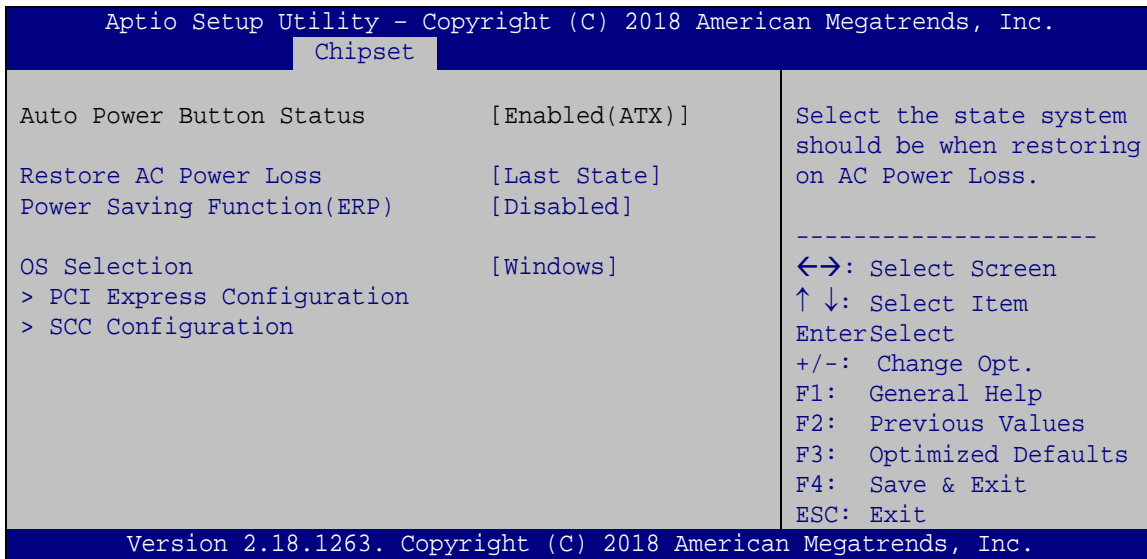 Aptio Setup Utility – Copyright (C) 2018 American Megatrends, Inc.
Chipset
Auto Power Button Status [Enabled(ATX)]
Restore AC Power Loss [Last State]
Power Saving Function(ERP) [Disabled]
OS Selection [Windows]
> PCI Express Configuration
> SCC Configuration
Select the state system
should be when restoring
on AC Power Loss.
---------------------
←→: Select Screen
↑ ↓: Select Item
EnterSelect
+/-: Change Opt.
F1: General Help
F2: Previous Values
F3: Optimized Defaults
F4: Save & Exit
ESC: Exit
Version 2.18.1263. Copyright (C) 2018 American Megatrends, Inc.